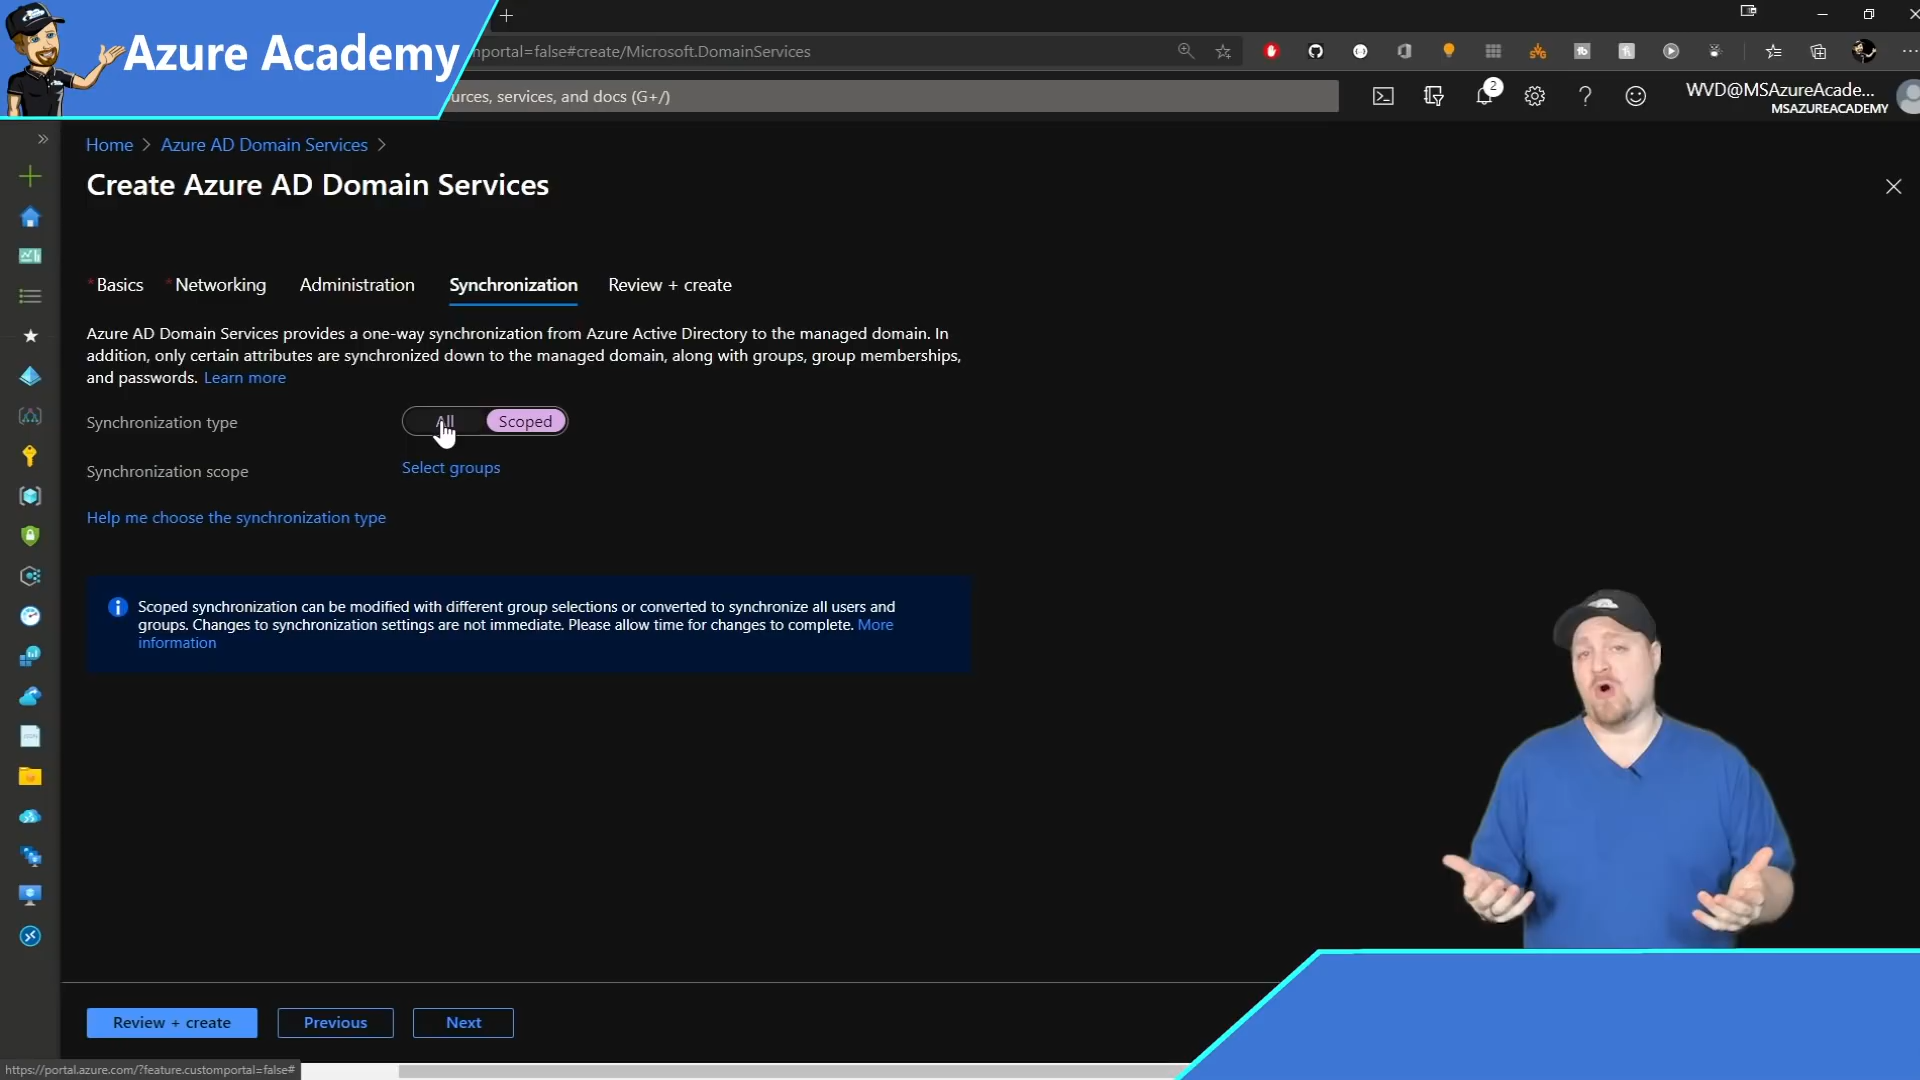 Azure Academy
nportal=false#create/Microsoft.DomainServices
urces, services, and docs (G+/)
2
WVD@MSAzureAcade...
MSAZUREACADEMY
Home > Azure AD Domain Services >
Create Azure AD Domain Services
* Basics * Networking Administration Synchronization Review + create
Azure AD Domain Services provides a one-way synchronization from Azure Active Directory to the managed domain. In
addition, only certain attributes are synchronized down to the managed domain, along with groups, group memberships,
and passwords. Learn more
Synchronization type All Scoped
Synchronization scope Select groups
Help me choose the synchronization type
Scoped synchronization can be modified with different group selections or converted to synchronize all users and
groups. Changes to synchronization settings are not immediate. Please allow time for changes to complete. More
information
Review + create Previous Next
https://portal.azure.com/?feature.customportal=false#